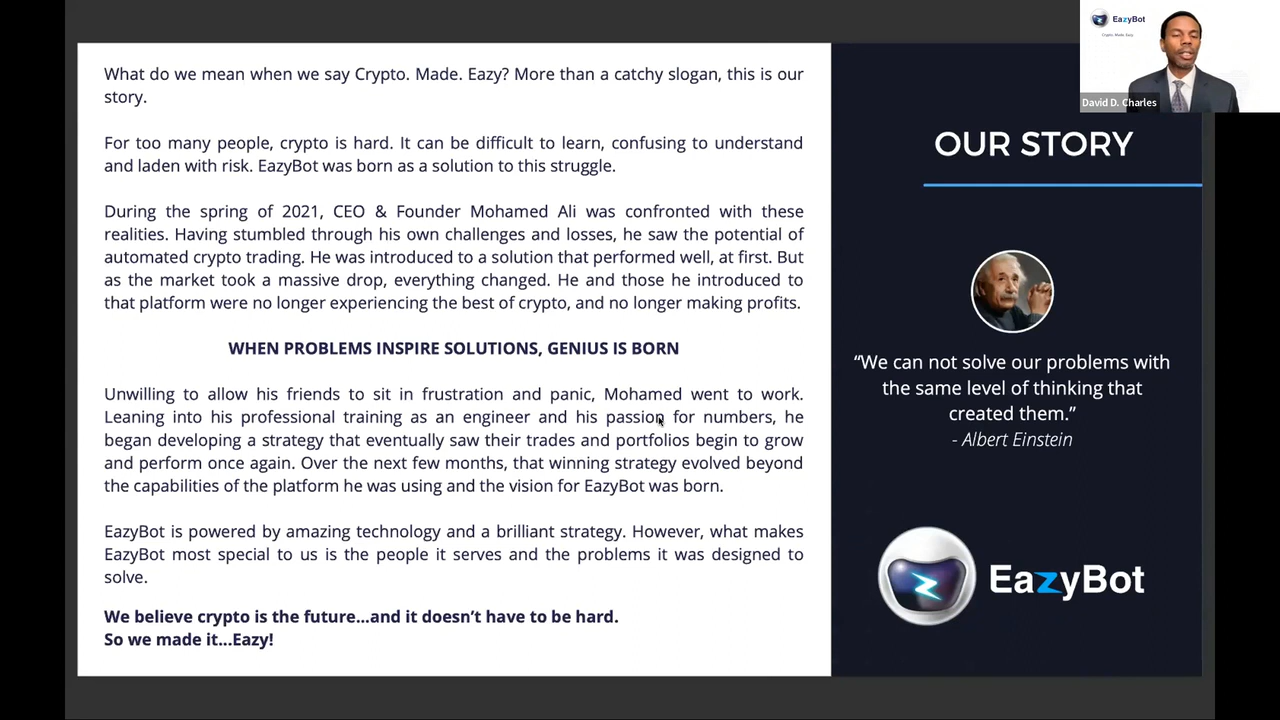 What do we mean when we say Crypto. Made. Eazy? More than a catchy slogan, this is our
story.
For too many people, crypto is hard. It can be difficult to learn, confusing to understand
and laden with risk. EazyBot was born as a solution to this struggle.
During the spring of 2021, CEO & Founder Mohamed Ali was confronted with these
realities. Having stumbled through his own challenges and losses, he saw the potential of
automated crypto trading. He was introduced to a solution that performed well, at first. But
as the market took a massive drop, everything changed. He and those he introduced to
that platform were no longer experiencing the best of crypto, and no longer making profits.
WHEN PROBLEMS INSPIRE SOLUTIONS, GENIUS IS BORN
Unwilling to allow his friends to sit in frustration and panic, Mohamed went to work.
Leaning into his professional training as an engineer and his passion for numbers, he
began developing a strategy that eventually saw their trades and portfolios begin to grow
and perform once again. Over the next few months, that winning strategy evolved beyond
the capabilities of the platform he was using and the vision for EazyBot was born.
EazyBot is powered by amazing technology and a brilliant strategy. However, what makes
EazyBot most special to us is the people it serves and the problems it was designed to
solve.
We believe crypto is the future...and it doesn't have to be hard.
So we made it...Eazy!
EazyBot
Crypto Made Eazy
David D. Charles
OUR STORY
“We can not solve our problems with
the same level of thinking that
created them.”
- Albert Einstein
EazyBot